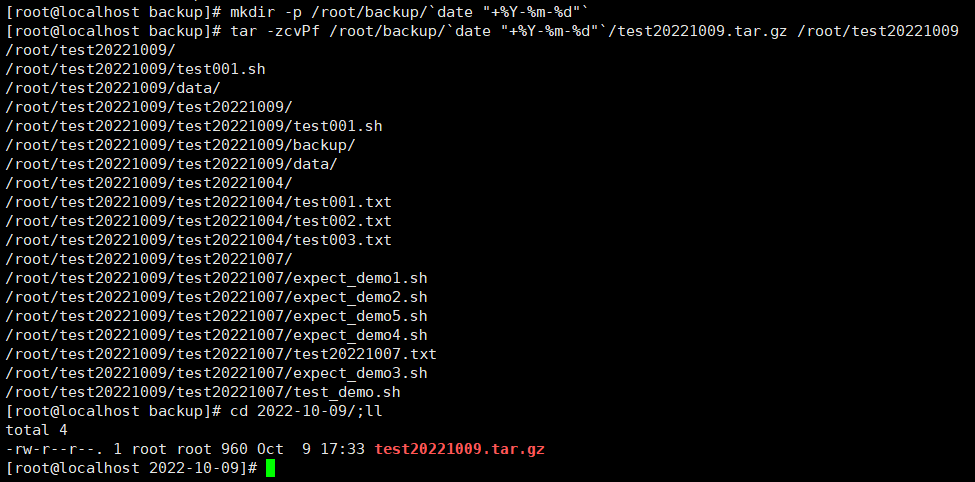 [root@localhost backup]# mkdir -p /root/backup/`date "+%Y-%m-%d"`
[root@localhost backup]# tar -zcvPf /root/backup/`date "+%Y-%m-%d"`/test20221009.tar.gz /root/test20221009
/root/test20221009/
/root/test20221009/test001.sh
/root/test20221009/data/
/root/test20221009/test20221009/
/root/test20221009/test20221009/test001.sh
/root/test20221009/test20221009/backup/
/root/test20221009/test20221009/data/
/root/test20221009/test20221004/
/root/test20221009/test20221004/test001.txt
/root/test20221009/test20221004/test002.txt
/root/test20221009/test20221004/test003.txt
/root/test20221009/test20221007/
/root/test20221009/test20221007/expect_demo1.sh
/root/test20221009/test20221007/expect_demo2.sh
/root/test20221009/test20221007/expect_demo5.sh
/root/test20221009/test20221007/expect_demo4.sh
/root/test20221009/test20221007/test20221007.txt
/root/test20221009/test20221007/expect_demo3.sh
/root/test20221009/test20221007/test_demo.sh
[root@localhost backup]# cd 2022-10-09/;ll
total 4
-rw-r--r--. 1 root root 960 Oct  9 17:33 test20221009.tar.gz
[root@localhost 2022-10-09]#